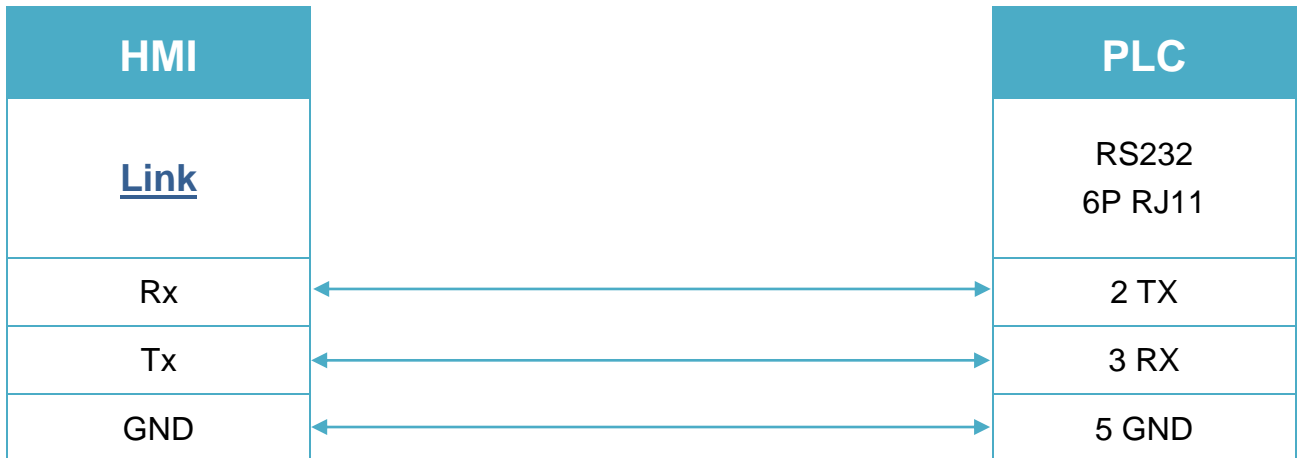 HMI
PLC
Link
RS232
6P RJ11
Rx
2 TX
Tx
3 RX
GND
5 GND